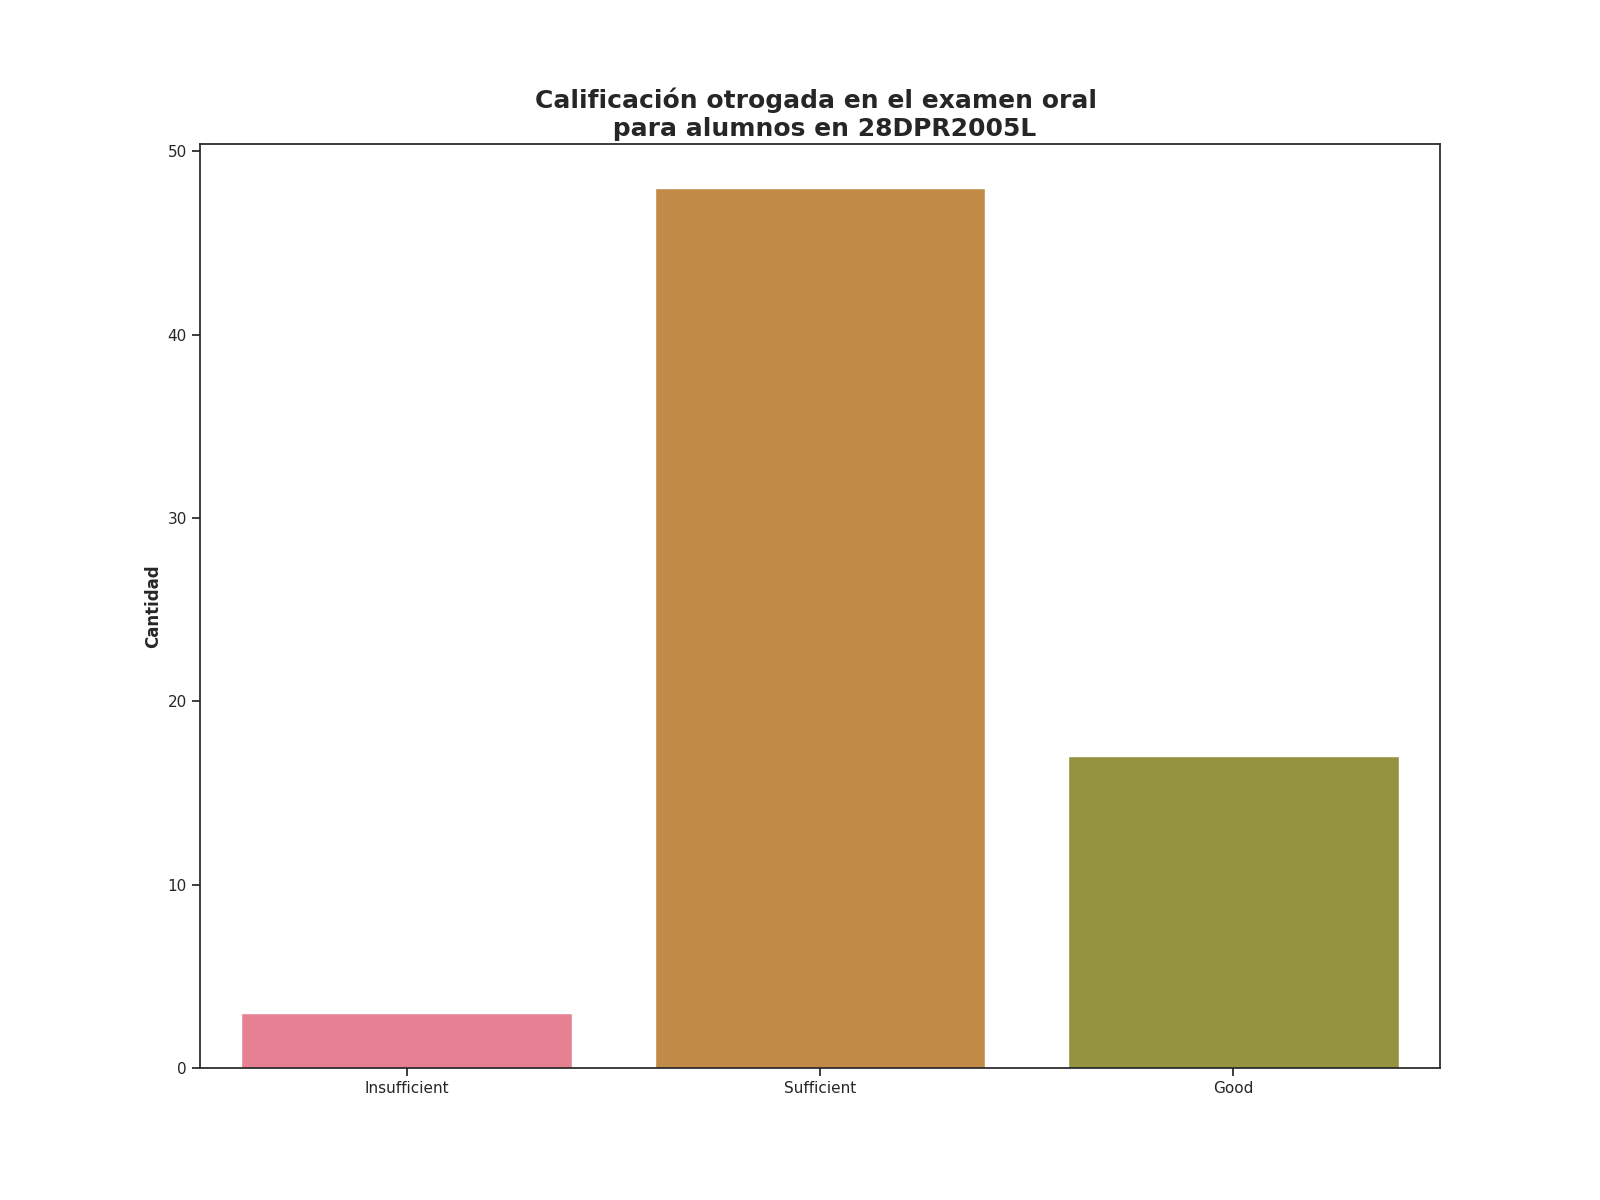 Calificación otrogada en el examen oral
para alumnos en 28DPR2005L
50
40
30
20
10
0
Cantidad
Insufficient
Sufficient
Good